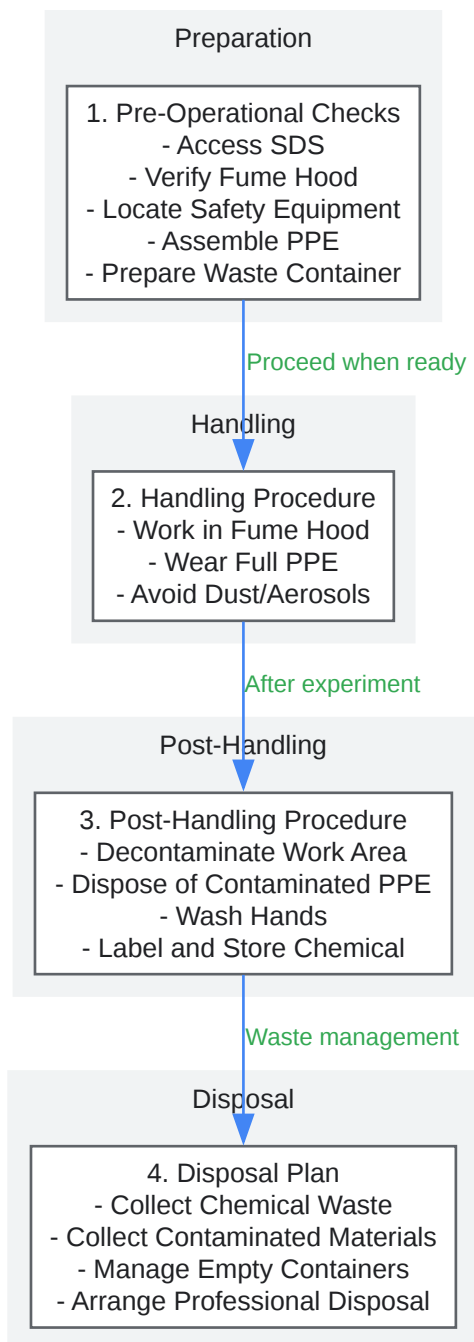 Preparation
1. Pre-Operational Checks
- Access SDS
- Verify Fume Hood
- Locate Safety Equipment
- Assemble PPE
- Prepare Waste Container
Proceed when ready
Handling
2. Handling Procedure
- Work in Fume Hood
- Wear Full PPE
- Avoid Dust/Aerosols
After experiment
Post-Handling
3. Post-Handling Procedure
- Decontaminate Work Area
- Dispose of Contaminated PPE
- Wash Hands
- Label and Store Chemical
Waste management
Disposal
4. Disposal Plan
- Collect Chemical Waste
- Collect Contaminated Materials
- Manage Empty Containers
- Arrange Professional Disposal